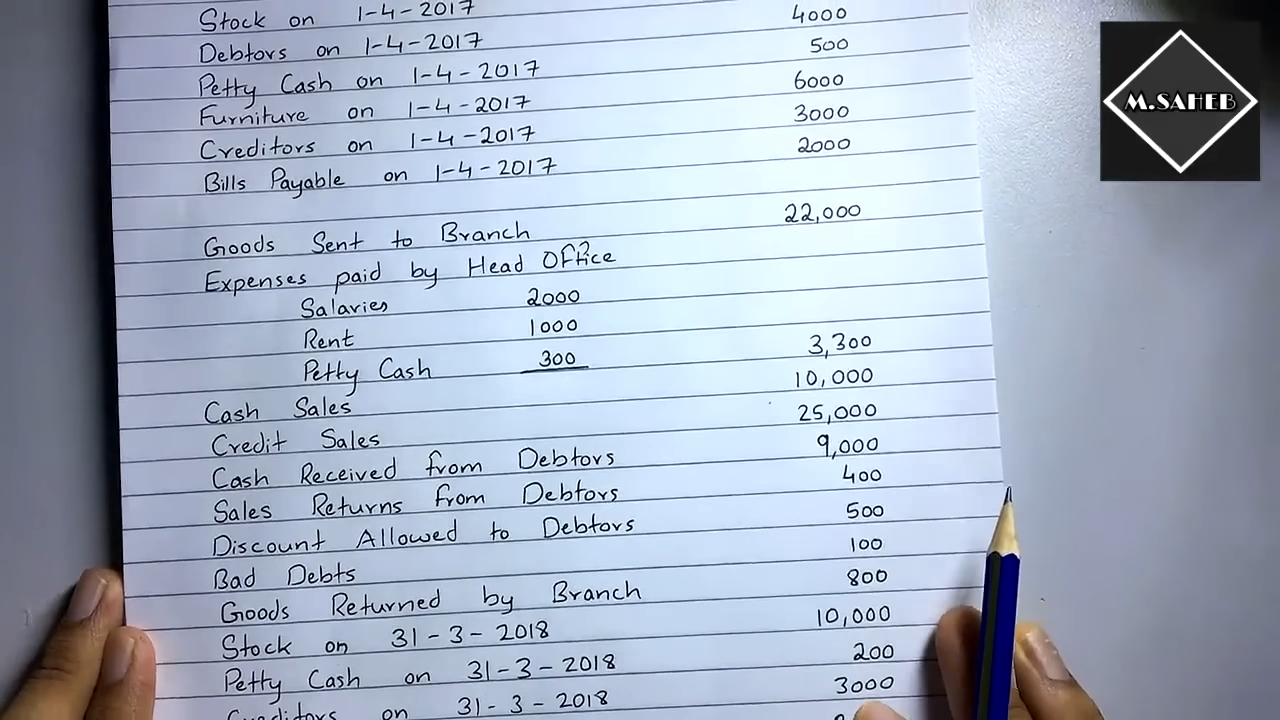 Stock on 1-4-2017
Debtors on 1-4-2017 4000
Petty Cash on 1-4-2017 500
Furniture on 1-4-2017 6000
Creditors on 1-4-2017 3000
Bills Payable on 1-4-2017 2000
Goods Sent to Branch 22,000
Expenses paid by Head Office
Salaries 2000
Rent 1000
Petty Cash 300 3,300
Cash Sales 10,000
Credit Sales 25,000
Cash Received from Debtors 9,000
Sales Returns from Debtors 400
Discount Allowed to Debtors 500
Bad Debts 100
Goods Returned by Branch 800
Stock on 31-3-2018 10,000
Petty Cash on 31-3-2018 200
Creditors on 31-3-2018 3000
M.SAHEB